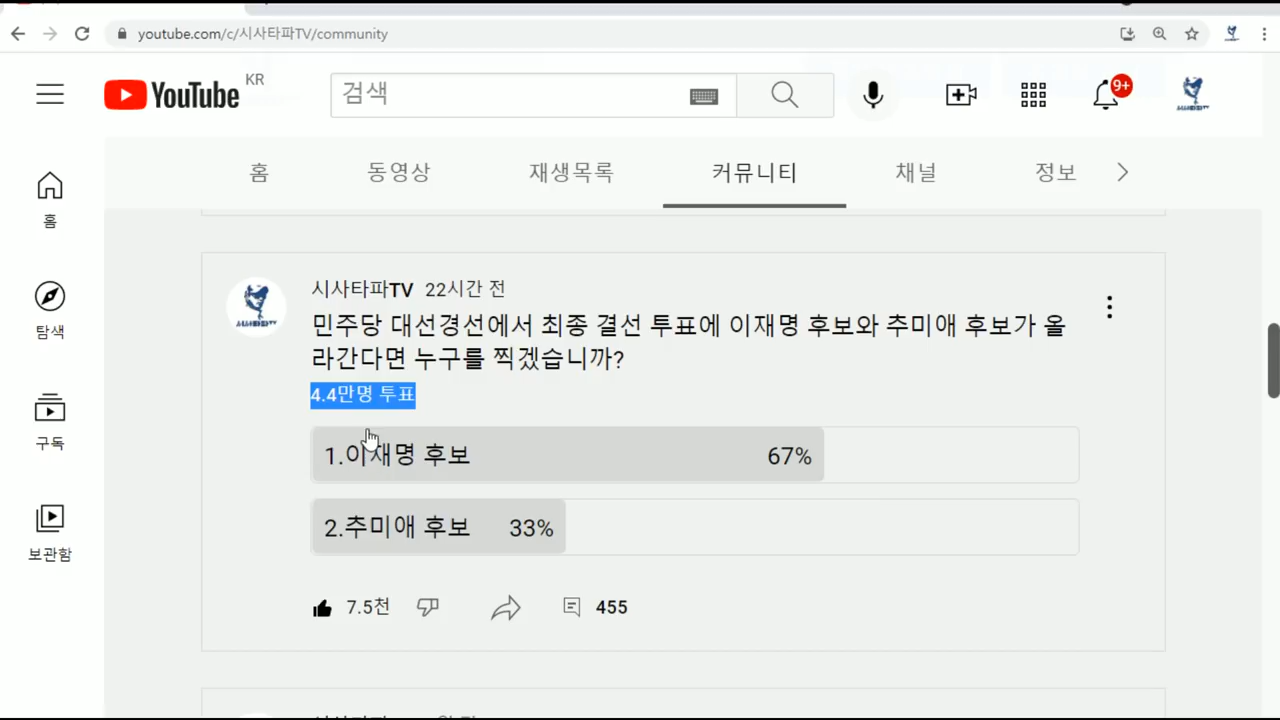 youtube.com/c/시사타파TV/community
YouTube KR
검색
9+
홈 동영상 재생목록 커뮤니티 채널 정보
홈
탐색
구독
보관함
시사타파TV 22시간 전
민주당 대선경선에서 최종 결선 투표에 이재명 후보와 추미애 후보가 올
라간다면 누구를 찍겠습니까?
4.4만명 투표
1.이재명 후보 67%
2.추미애 후보 33%
7.5천 455